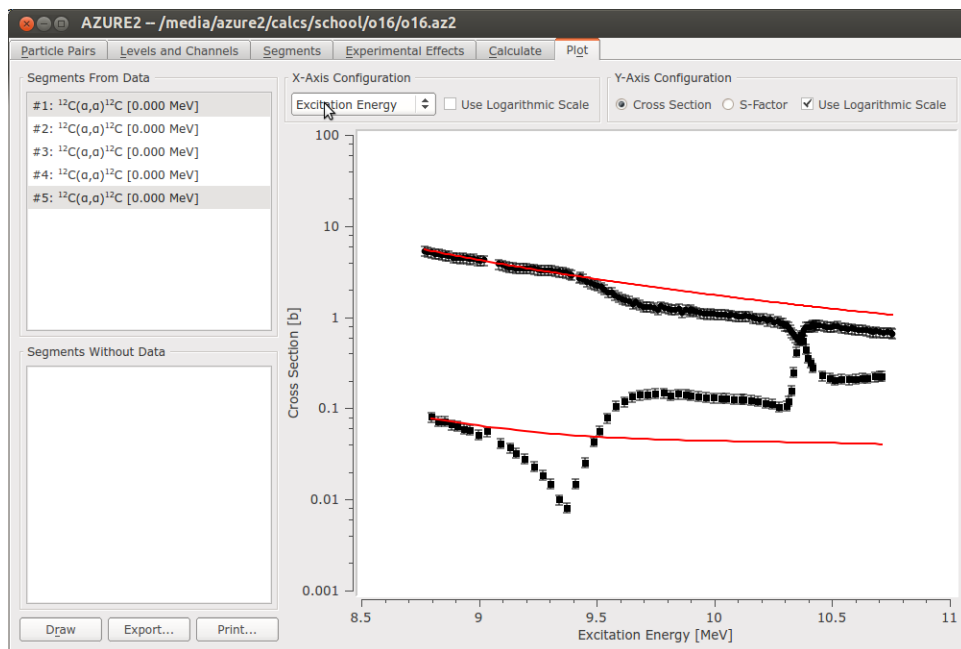 AZURE2 -- /media/azure2/calcs/school/o16/o16.az2
Particle Pairs Levels and Channels Segments Experimental Effects Calculate Plot
Segments From Data
#1: ¹²C(α,α)¹²C [0.000 MeV]
#2: ¹²C(α,α)¹²C [0.000 MeV]
#3: ¹²C(α,α)¹²C [0.000 MeV]
#4: ¹²C(α,α)¹²C [0.000 MeV]
#5: ¹²C(α,α)¹²C [0.000 MeV]
Segments Without Data
Draw Export... Print...
X-Axis Configuration
Excitation Energy Use Logarithmic Scale
Y-Axis Configuration
Cross Section S-Factor Use Logarithmic Scale
Cross Section [b]
100
10
1
0.1
0.01
0.001
8.5 9 9.5 10 10.5 11
Excitation Energy [MeV]